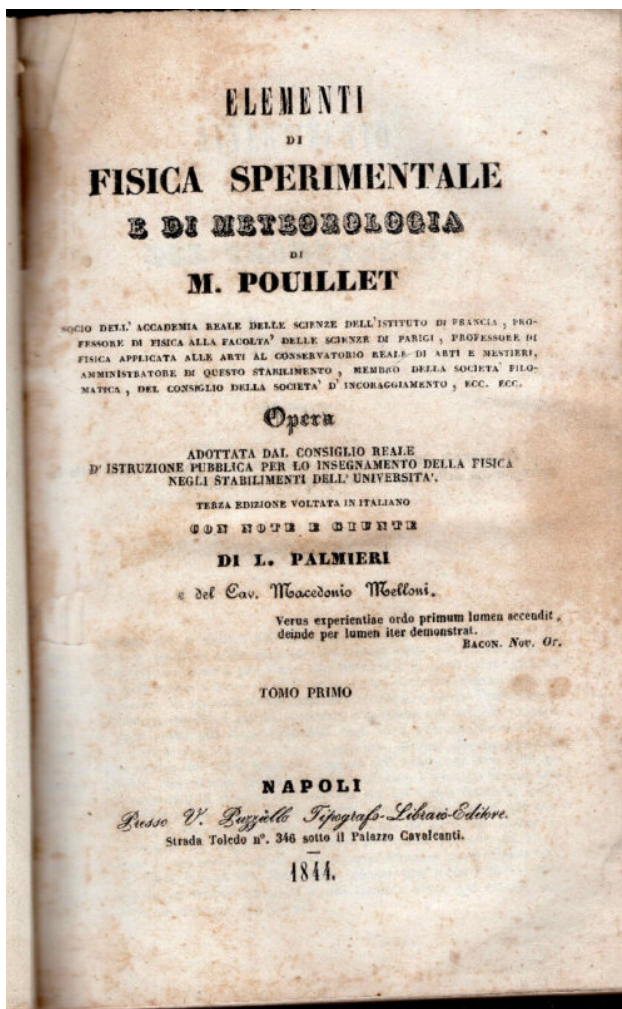 ELEMENTI
DI
FISICA SPERIMENTALE
E DI METEOROLOGIA
DI
M. POUILLET
SOCIO DELL' ACCADEMIA REALE DELLE SCIENZE DELL'ISTITUTO DI FRANCIA, PRO-
FESSORE DI FISICA ALLA FACOLTA' DELLE SCIENZE DI PARIGI, PROFESSORE DI
FISICA APPLICATA ALLE ARTI AL CONSERVATORIO REALE DI ARTI E MESTIERI,
AMMINISTRATORE DI QUESTO STABILIMENTO, MEMBRO DELLA SOCIETA' FILO-
MATICA, DEL CONSIGLIO DELLA SOCIETA' D'INCORAGGIAMENTO, ECC. ECC.
Opera
ADOTTATA DAL CONSIGLIO REALE
D'ISTRUZIONE PUBBLICA PER LO INSEGNAMENTO DELLA FISICA
NEGLI STABILIMENTI DELL' UNIVERSITA'.
TERZA EDIZIONE VOLTATA IN ITALIANO
CON NOTE E GIUNTE
DI L. PALMIERI
e del Cav. Macedonio Melloni.
Verus experientiae ordo primum lumen accendit,
deinde per lumen iter demonstrat.
BACON. Nov. Or.
TOMO PRIMO
NAPOLI
Presso V. Puzziello Tipografo-Libraio-Editore.
Strada Toledo n°. 346 sotto il Palazzo Cavalcanti.
1844.